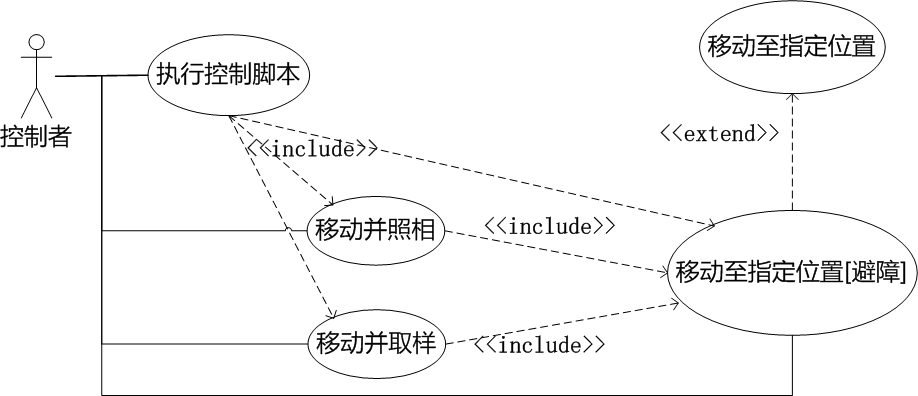 移动至指定位置
执行控制脚本
控制者
<<extend>>
<<include>>
移动并照相
<<include>>
移动至指定位置[避障]
移动并取样
<<include>>